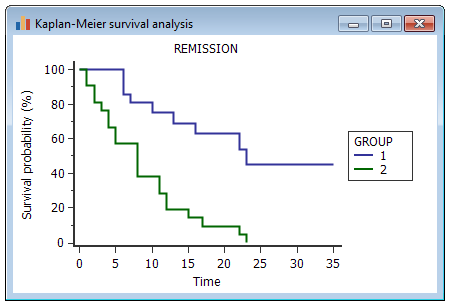 Kaplan-Meier survival analysis
REMISSION
Survival probability (%)
100
80
60
40
20
0
0 5 10 15 20 25 30 35
Time
GROUP
1
2